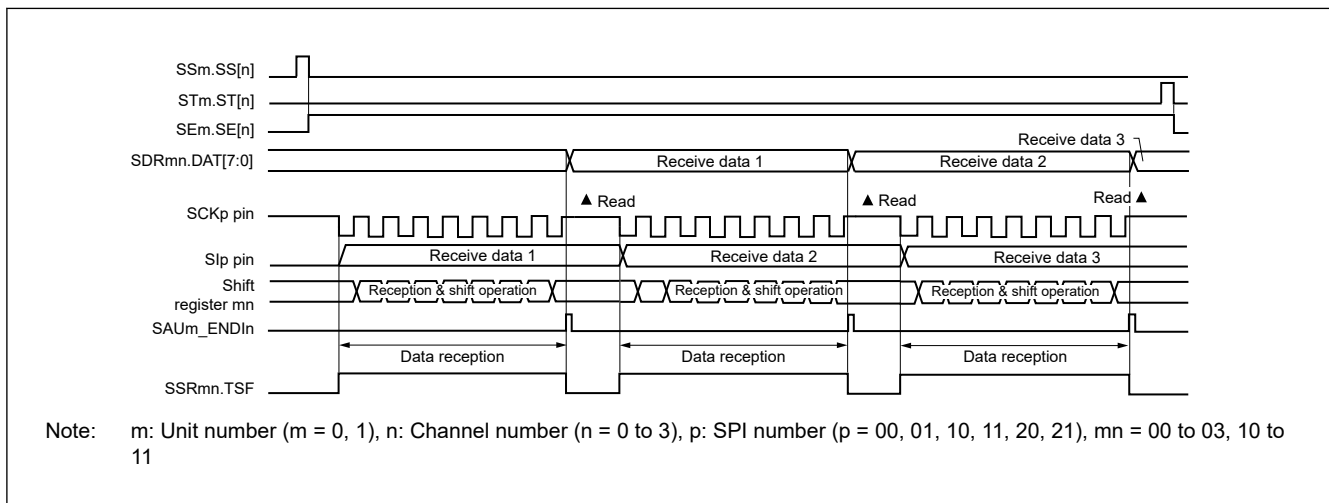 SSm.SS[n]
STm.ST[n]
SEm.SE[n]
Receive data 3
SDRmn.DAT[7:0] Receive data 1 Receive data 2
▲ Read ▲ Read Read ▲
SCKp pin
SIp pin Receive data 1 Receive data 2 Receive data 3
Shift
register mn Reception & shift operation Reception & shift operation Reception & shift operation
SAUm_ENDIn
Data reception Data reception Data reception
SSRmn.TSF
Note: m: Unit number (m = 0, 1), n: Channel number (n = 0 to 3), p: SPI number (p = 00, 01, 10, 11, 20, 21), mn = 00 to 03, 10 to
11